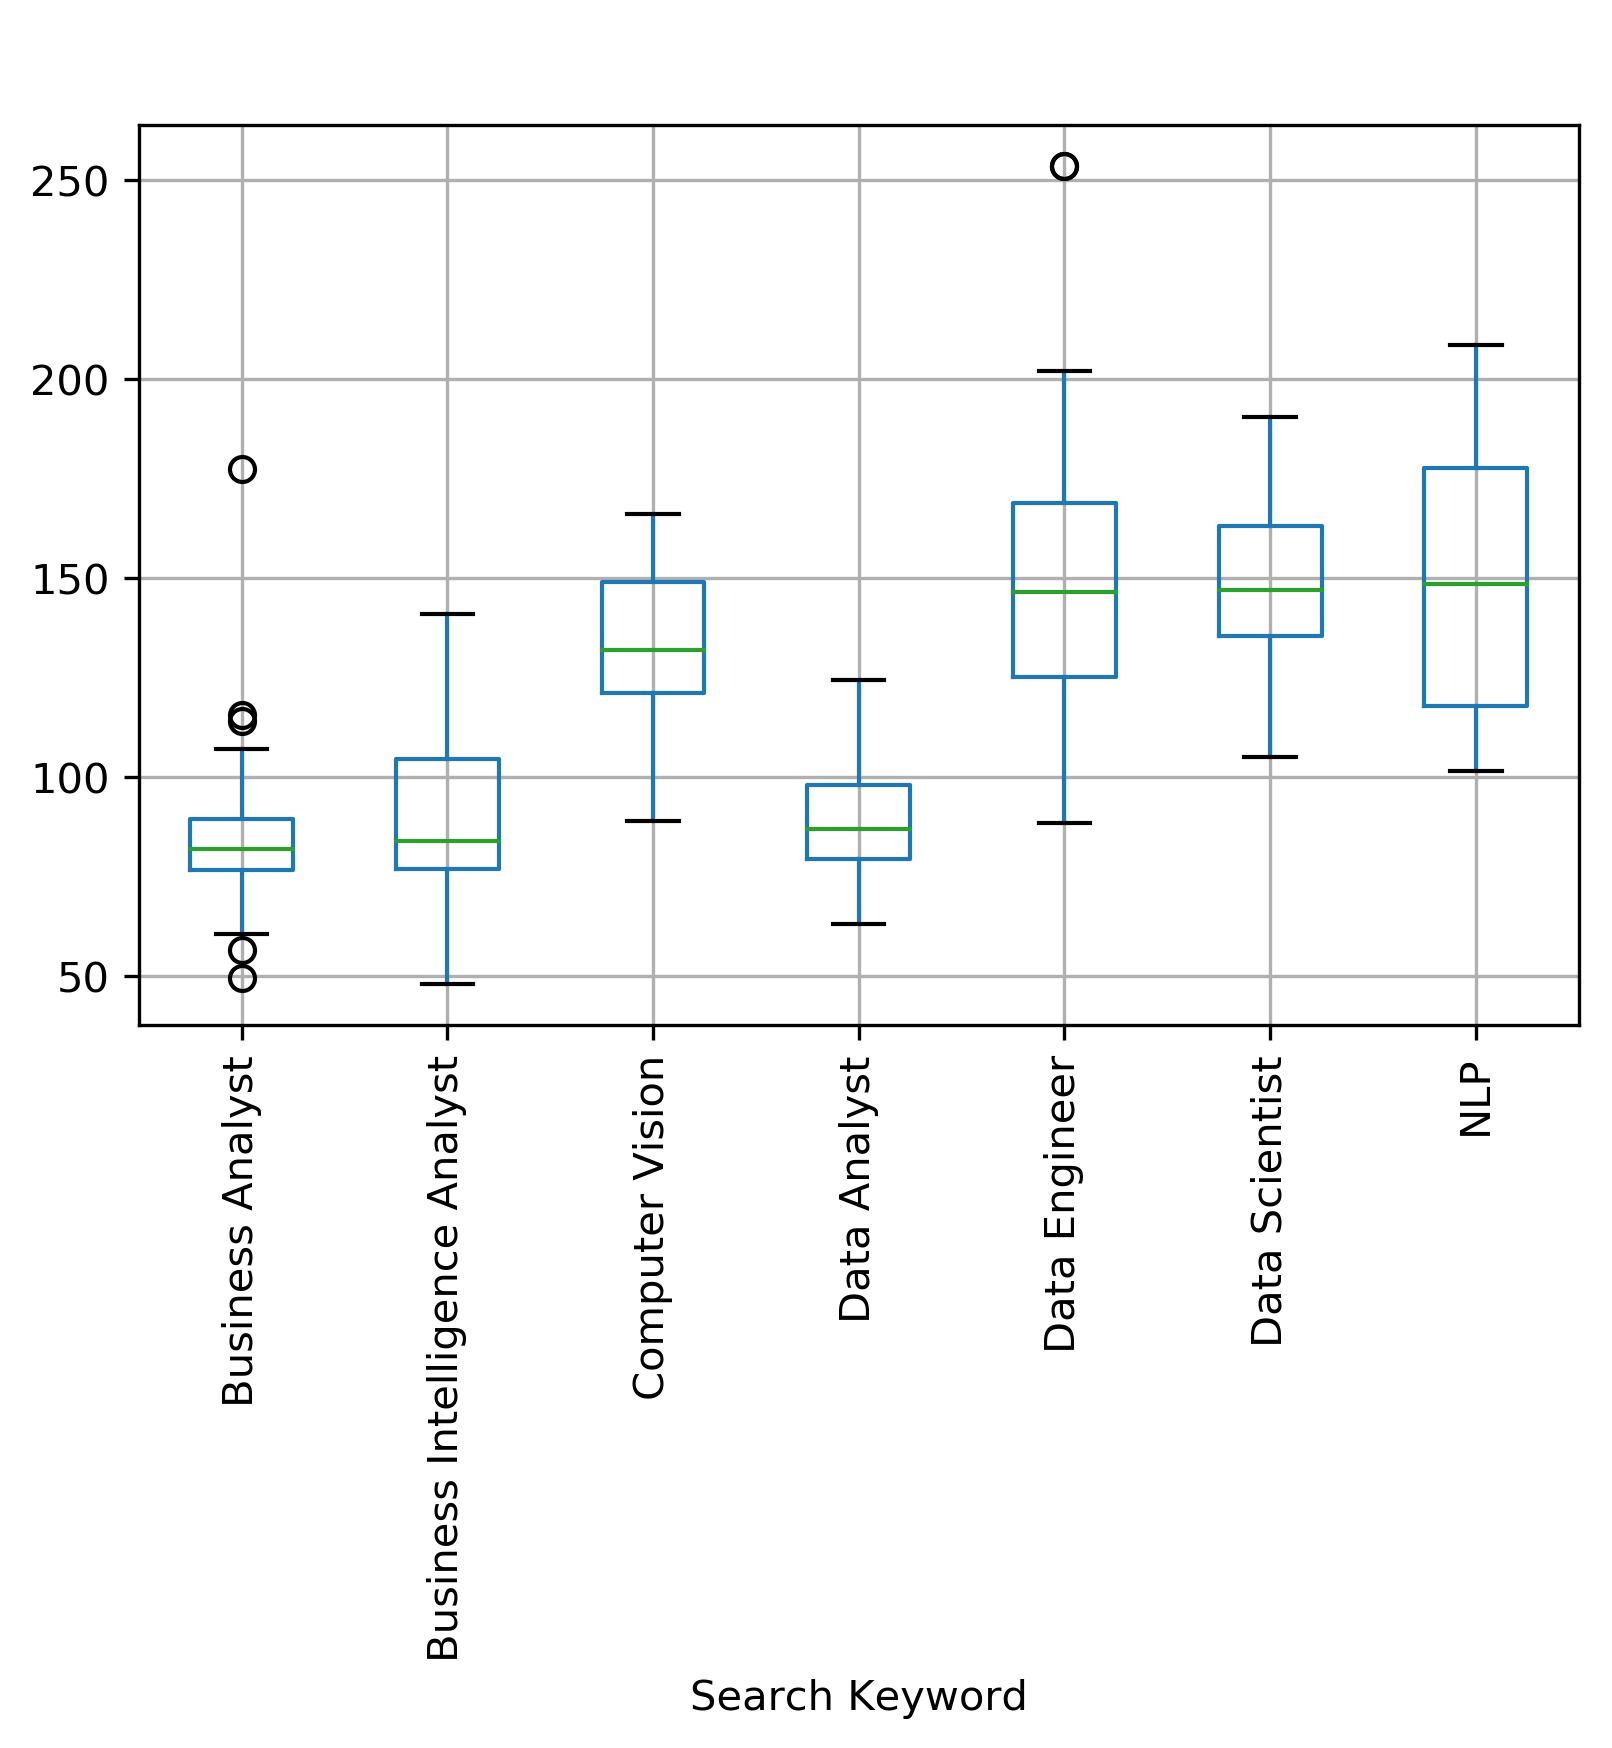 250
200
150
100
50
Business Analyst
Business Intelligence Analyst
Computer Vision
Data Analyst
Data Engineer
Data Scientist
NLP
Search Keyword